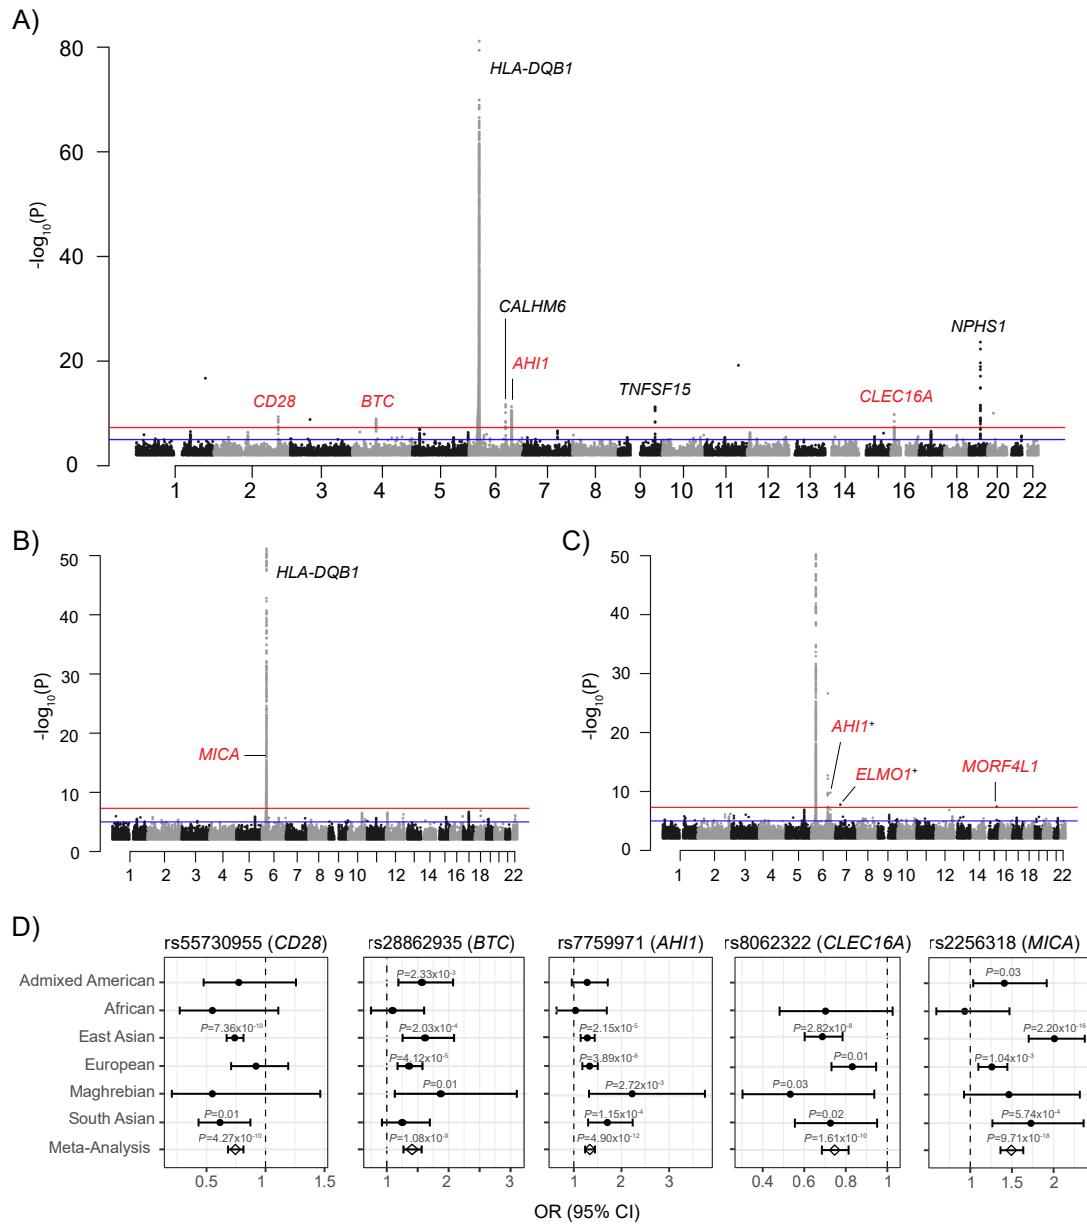 A)
80
60
40
20
0
-log10(P)
HLA-DQB1
CALHM6
AHI1
NPHS1
TNFSF15
CD28
BTC
CLEC16A
1 2 3 4 5 6 7 8 9 10 11 12 13 14 15 16 18 20 22
B)
50
40
30
20
10
0
-log10(P)
HLA-DQB1
MICA
1 2 3 4 5 6 7 8 9 10 12 14 16 18 22
C)
50
40
30
20
10
0
-log10(P)
AHI1+
ELMO1+
MORF4L1
1 2 3 4 5 6 7 8 9 10 12 14 16 18 22
D)
rs55730955 (CD28) rs28862935 (BTC) rs7759971 (AHI1) rs8062322 (CLEC16A) rs2256318 (MICA)
Admixed American P=2.33x10-3 P=0.03
African
East Asian P=7.36x10-10 P=2.03x10-4 P=2.15x10-5 P=2.82x10-8 P=2.20x10-16
European P=4.12x10-5 P=3.89x10-6 P=0.01 P=1.04x10-3
Maghrebian P=0.01 P=2.72x10-3 P=0.03
South Asian P=0.01 P=1.15x10-4 P=0.02 P=5.74x10-4
Meta-Analysis P=4.27x10-10 P=1.08x10-9 P=4.90x10-12 P=1.61x10-10 P=9.71x10-18
0.5 1 1.5 1 2 3 1 2 3 0.4 0.6 0.8 1 1 1.5 2
OR (95% CI)